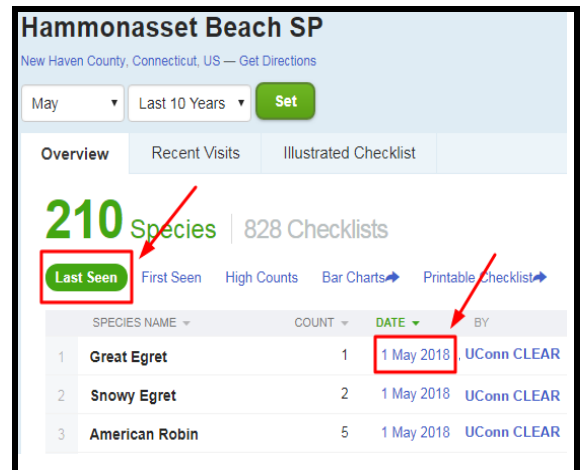 Hammonasset Beach SP
New Haven County, Connecticut, US — Get Directions
May Last 10 Years Set
Overview Recent Visits Illustrated Checklist
210 Species 828 Checklists
Last Seen First Seen High Counts Bar Charts Printable Checklist
SPECIES NAME COUNT DATE BY
1 Great Egret 1 1 May 2018 , UConn CLEAR
2 Snowy Egret 2 1 May 2018 UConn CLEAR
3 American Robin 5 1 May 2018 UConn CLEAR